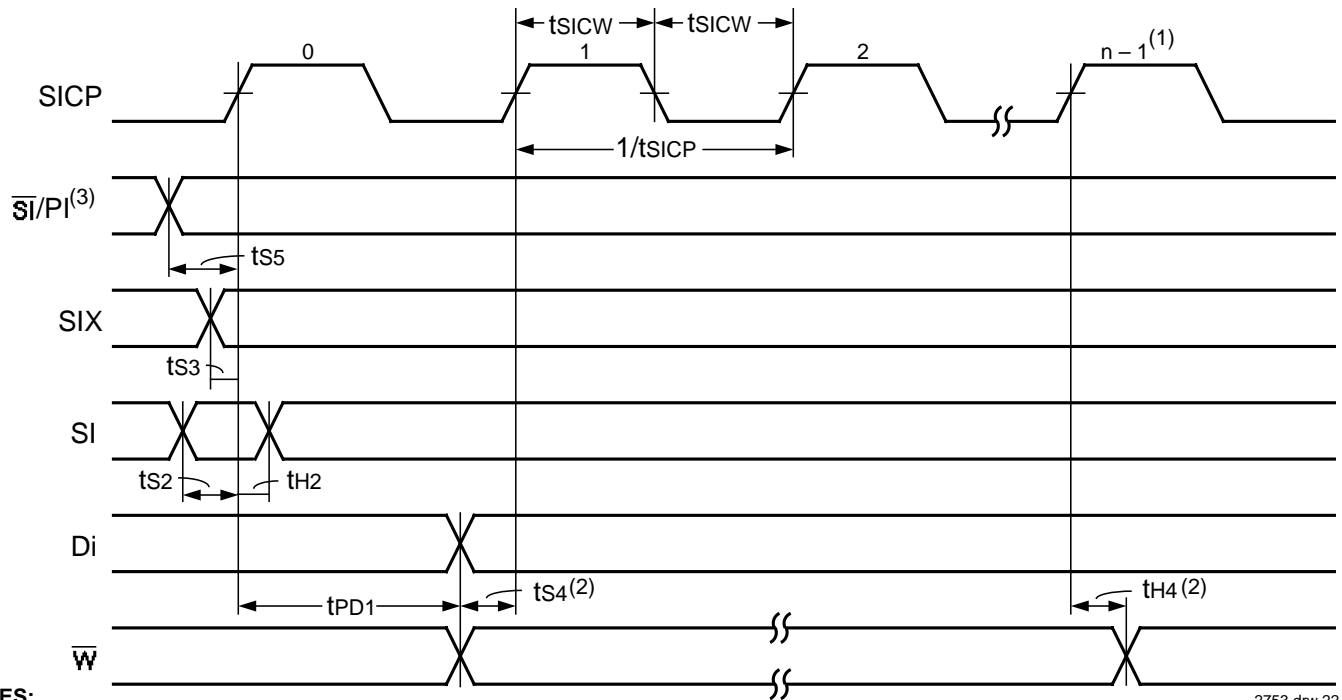 tSICW tSICW
0 1 2 n – 1(1)
SICP
1/tSICP
SI/PI(3)
tS5
SIX
tS3
SI
tS2 tH2
Di
tPD1 tS4(2) tH4(2)
W
ES: